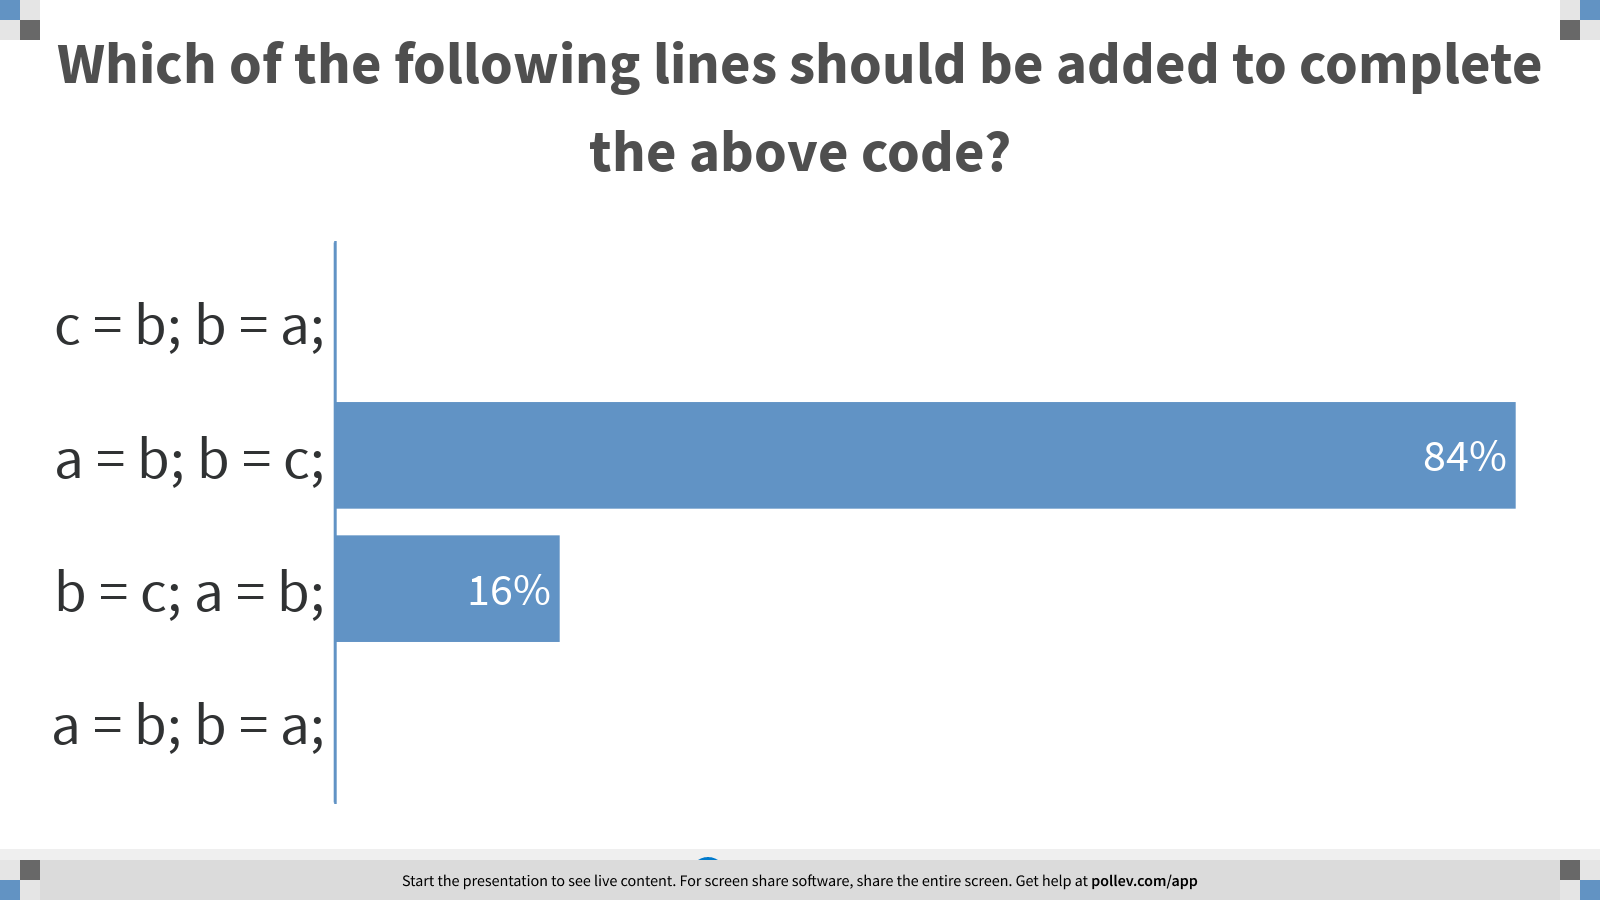 Which of the following lines should be added to complete
the above code?
c = b; b = a;
a = b; b = c;
84%
b = c; a = b;
16%
a = b; b = a;
Start the presentation to see live content. For screen share software, share the entire screen. Get help at pollev.com/app